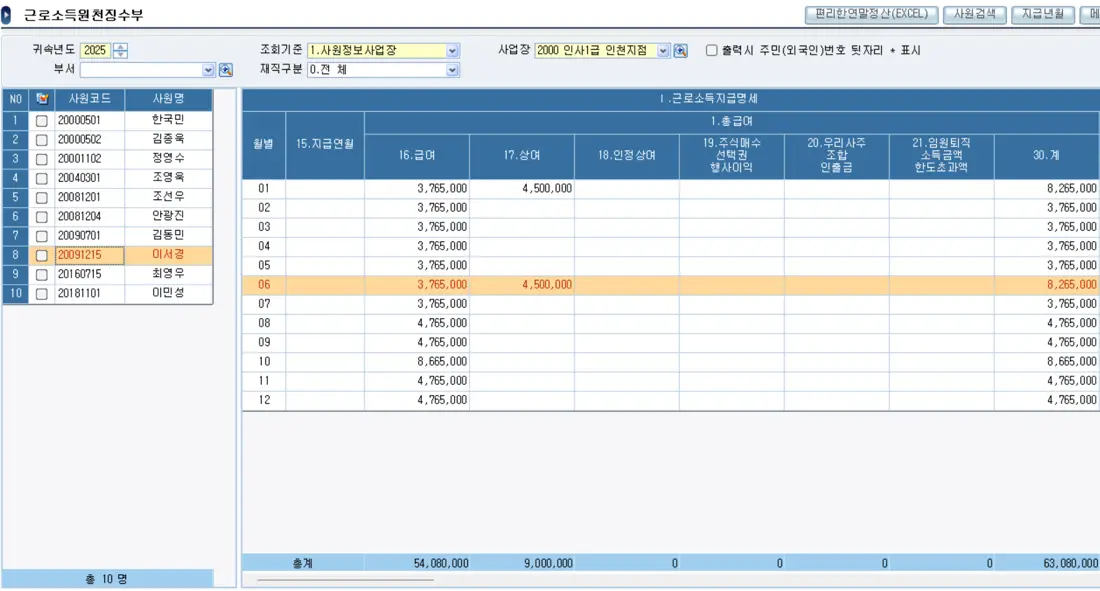 근로소득원천징수부
편리한연말정산(EXCEL) 사원검색 지급년월 메
귀속년도 2025 조회기준 1.사원정보사업장 사업장 2000 인사1급 인천지점 출력시 주민(외국인)번호 뒷자리 * 표시
부서 재직구분 0.전 체
NO 사원코드 사원명
1 20000501 한국민
2 20000502 김종욱
3 20001102 정영수
4 20040301 조영욱
5 20081201 조선우
6 20081204 안광진
7 20090701 김동민
8 20091215 이서경
9 20160715 최영우
10 20181101 이민성
총 10 명
I.근로소득지급명세
월별 15.지급연월 1.총급여
16.급여 17.상여 18.인정상여 19.주식매수 선택권 행사이익 20.우리사주 조합 인출금 21.임원퇴직 소득금액 한도초과액 30.계
01 3,765,000 4,500,000 8,265,000
02 3,765,000 3,765,000
03 3,765,000 3,765,000
04 3,765,000 3,765,000
05 3,765,000 3,765,000
06 3,765,000 4,500,000 8,265,000
07 3,765,000 3,765,000
08 4,765,000 4,765,000
09 4,765,000 4,765,000
10 8,665,000 8,665,000
11 4,765,000 4,765,000
12 4,765,000 4,765,000
총계 54,080,000 9,000,000 0 0 0 0 63,080,000